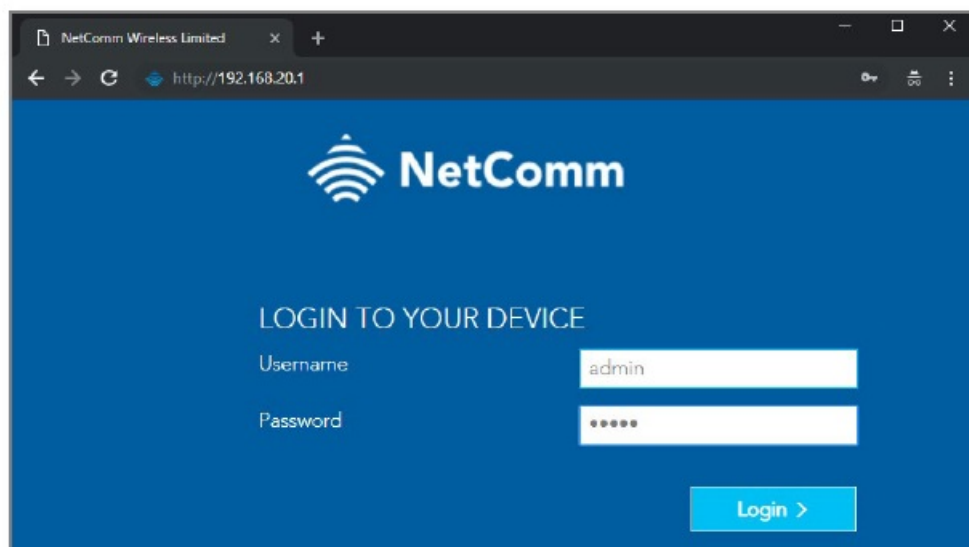 NetComm Wireless Limited
http://192.168.20.1
NetComm
LOGIN TO YOUR DEVICE
Username admin
Password •••••
Login >